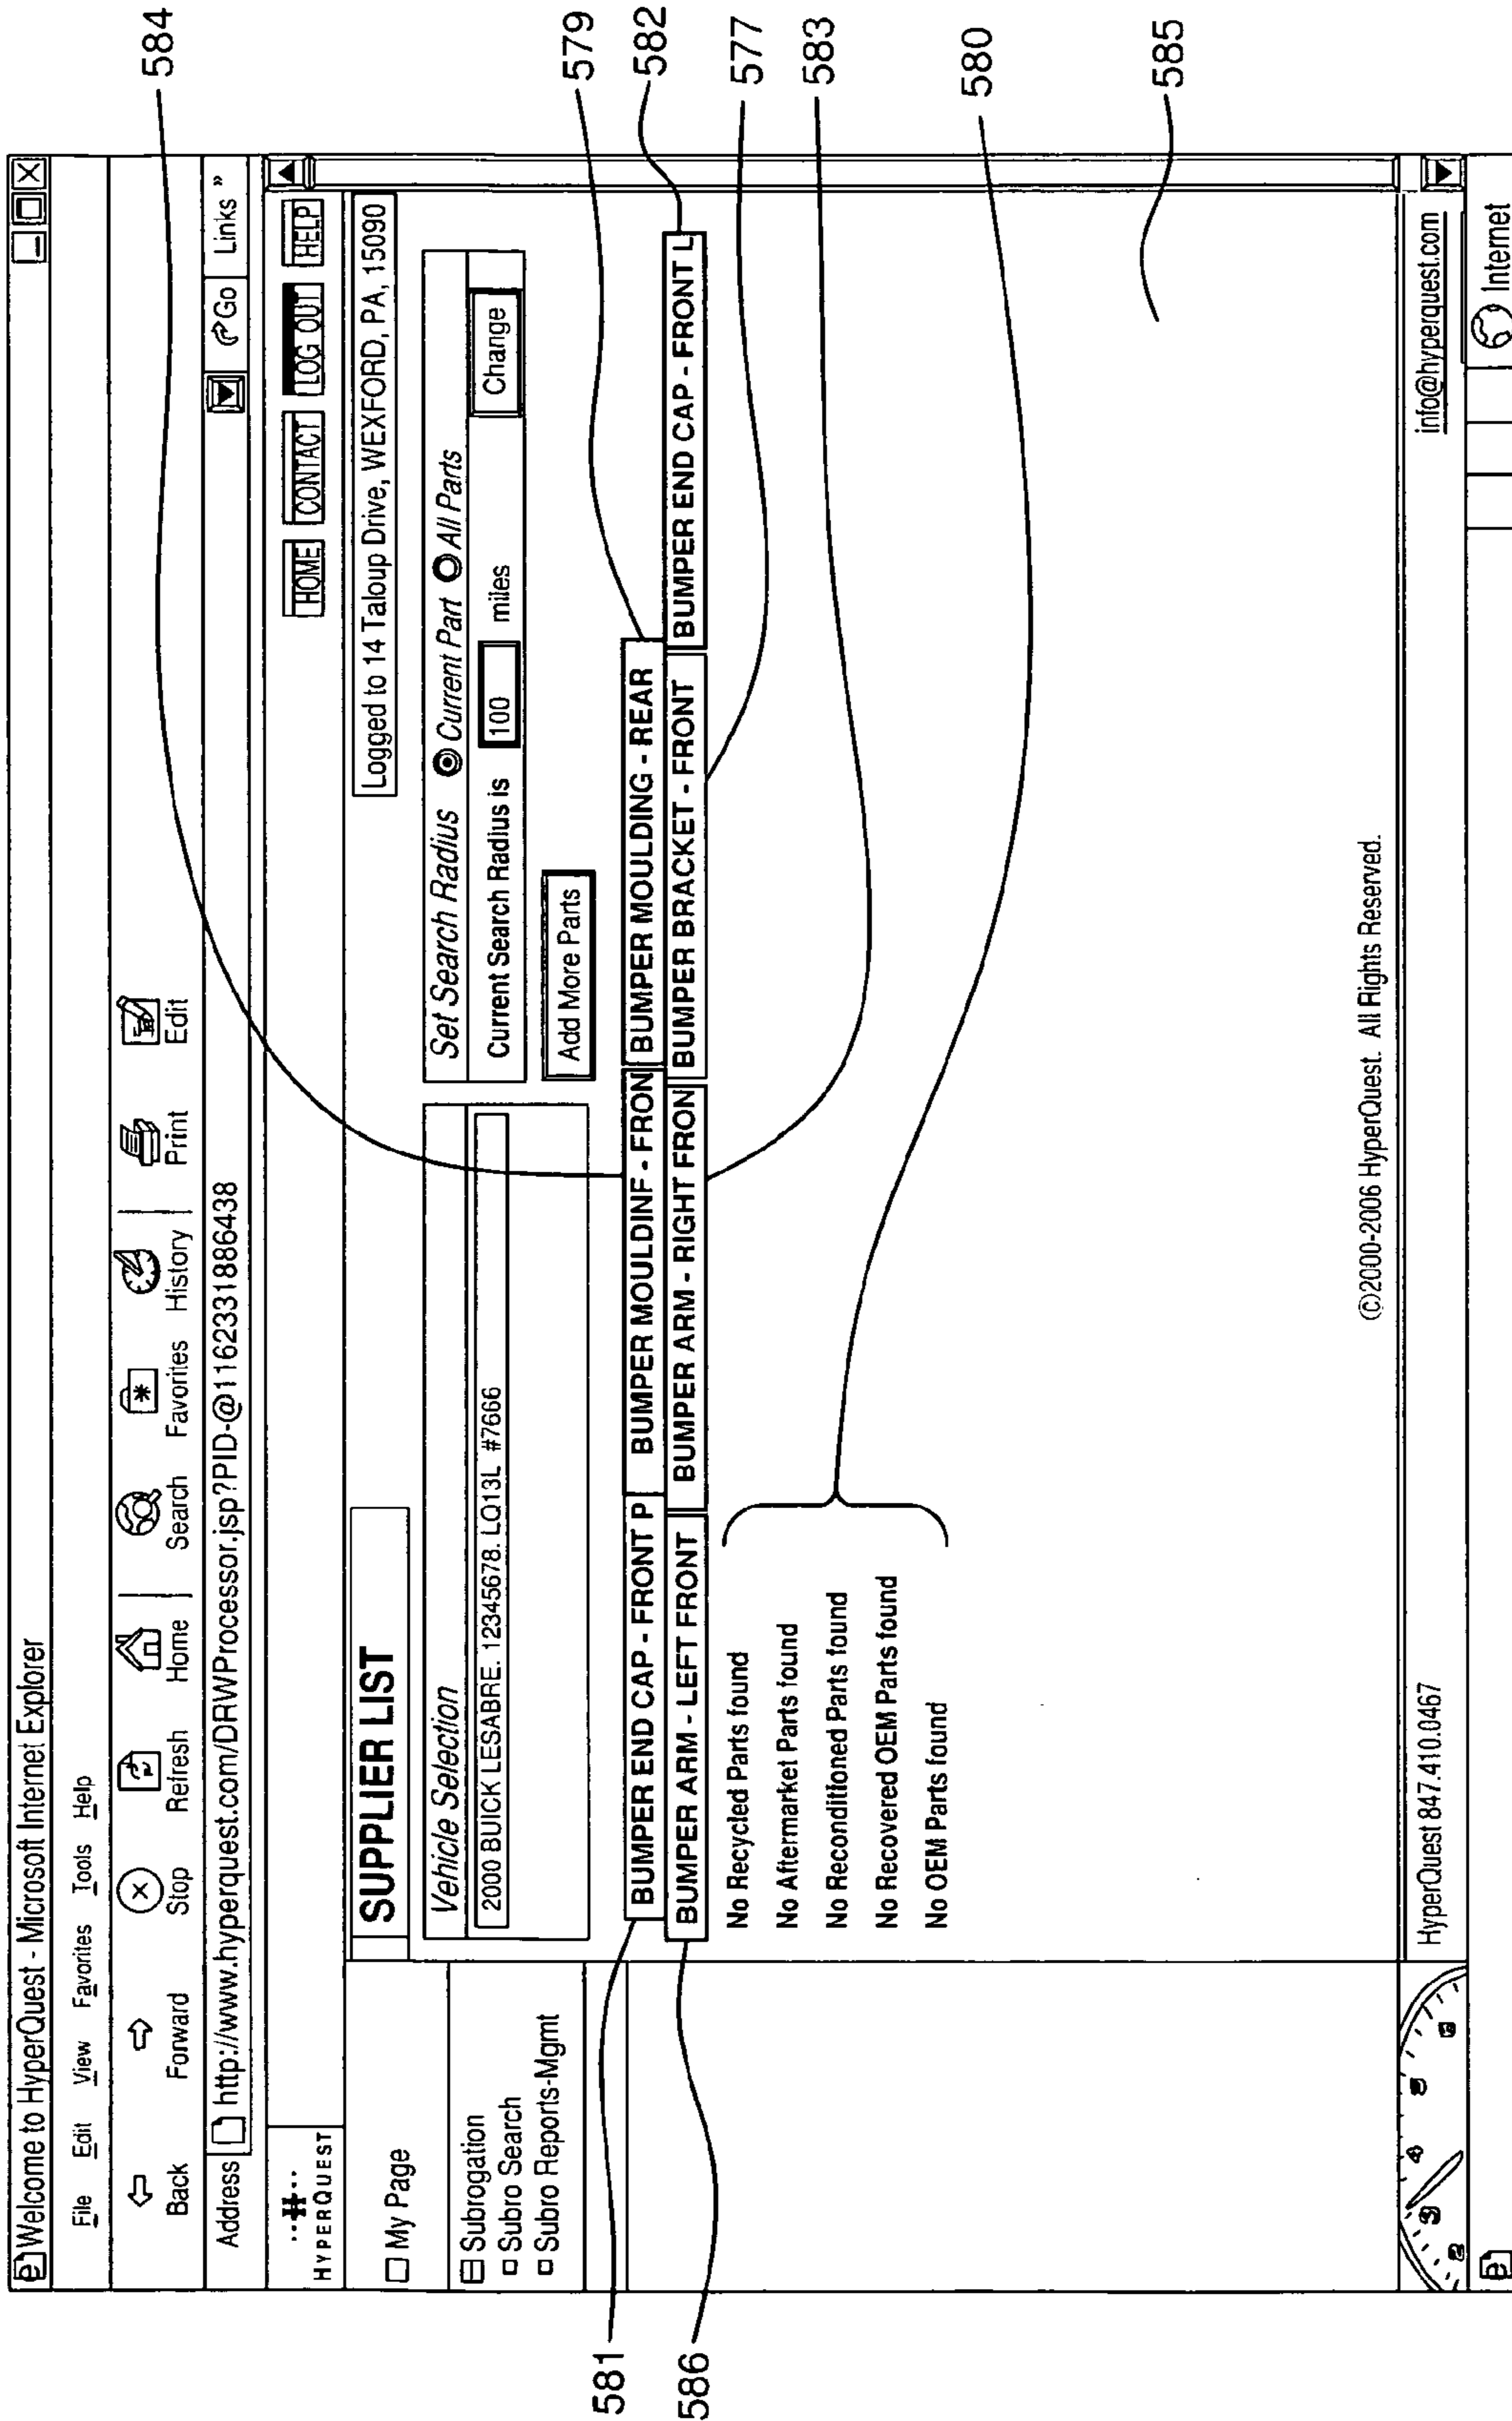 Welcome to HyperQuest - Microsoft Internet Explorer
File Edit View Favorites Tools Help
Back Forward Stop Refresh Home Search Favorites History Print Edit
Address http://www.hyperquest.com/DRWProcessor.jsp?PID-@1162331886438 Go Links »
HYPERQUEST
HOME CONTACT LOG OUT HELP
My Page
Subrogation
Subro Search
Subro Reports-Mgmt
SUPPLIER LIST
Logged to 14 Taloup Drive, WEXFORD, PA, 15090
Vehicle Selection
2000 BUICK LESABRE. 12345678. LQ13L #7666
Set Search Radius Current Part All Parts
Current Search Radius is 100 miles Change
Add More Parts
BUMPER END CAP - FRONT P BUMPER MOULDINF - FRON BUMPER MOULDING - REAR
BUMPER ARM - LEFT FRONT BUMPER ARM - RIGHT FRON BUMPER BRACKET - FRONT BUMPER END CAP - FRONT L
No Recycled Parts found
No Aftermarket Parts found
No Reconditioned Parts found
No Recovered OEM Parts found
No OEM Parts found
©2000-2006 HyperQuest. All Rights Reserved.
HyperQuest 847.410.0467 info@hyperquest.com
Internet
584
579
582
577
583
580
585
581
586